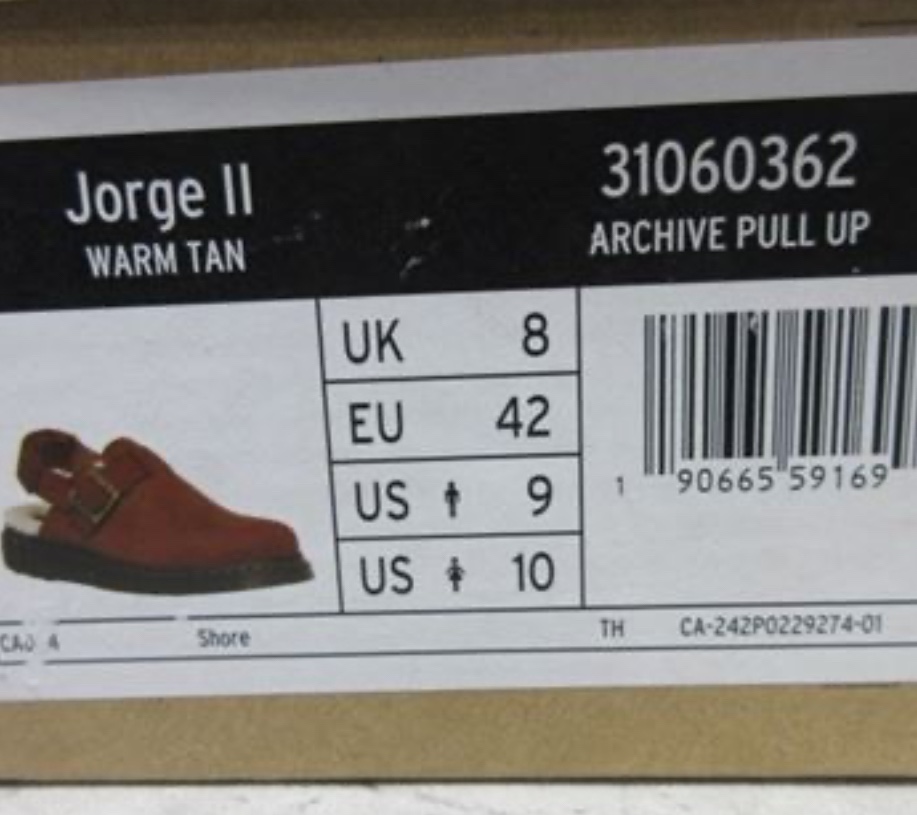 Jorge II
WARM TAN
31060362
ARCHIVE PULL UP
UK 8
EU 42
US 9
US 10
1 90665 59169
Shore
TH CA-242P0229274-01